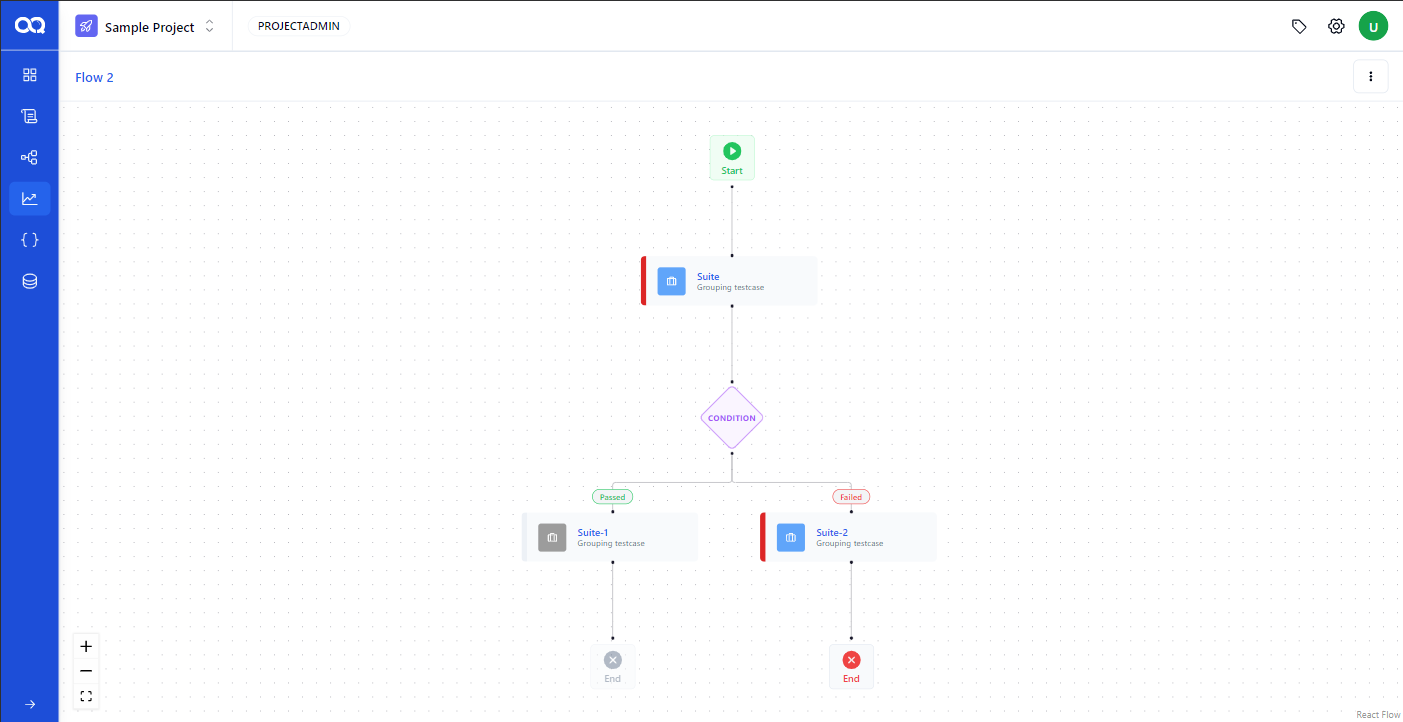 Sample Project
PROJECTADMIN
U
Flow 2
Start
Suite
Grouping testcase
CONDITION
Passed
Failed
Suite-1
Grouping testcase
Suite-2
Grouping testcase
End
End
React Flow